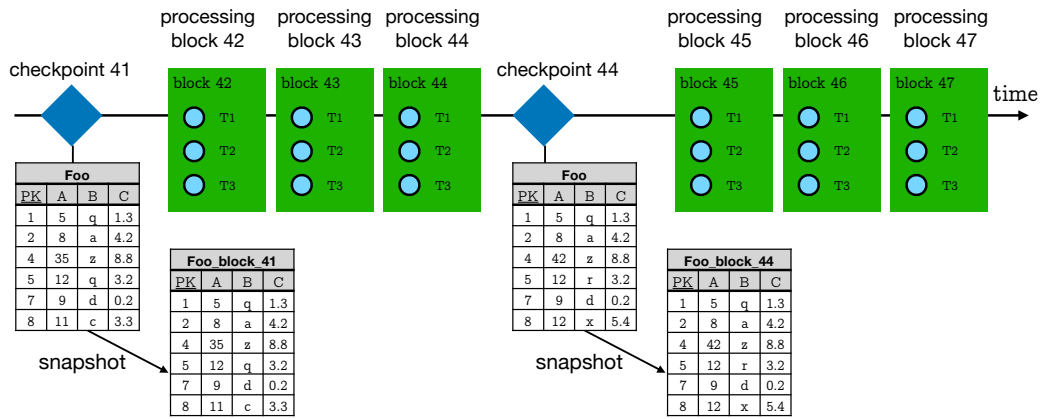 processing block 42
processing block 43
processing block 44
processing block 45
processing block 46
processing block 47
checkpoint 41
checkpoint 44
block 42
T1
T2
T3
block 43
T1
T2
T3
block 44
T1
T2
T3
block 45
T1
T2
T3
block 46
T1
T2
T3
block 47
T1
T2
T3
time
Foo
PK A B C
1 5 q 1.3
2 8 a 4.2
4 35 z 8.8
5 12 q 3.2
7 9 d 0.2
8 11 c 3.3
snapshot
Foo_block_41
PK A B C
1 5 q 1.3
2 8 a 4.2
4 35 z 8.8
5 12 q 3.2
7 9 d 0.2
8 11 c 3.3
Foo
PK A B C
1 5 q 1.3
2 8 a 4.2
4 42 z 8.8
5 12 r 3.2
7 9 d 0.2
8 12 x 5.4
snapshot
Foo_block_44
PK A B C
1 5 q 1.3
2 8 a 4.2
4 42 z 8.8
5 12 r 3.2
7 9 d 0.2
8 12 x 5.4